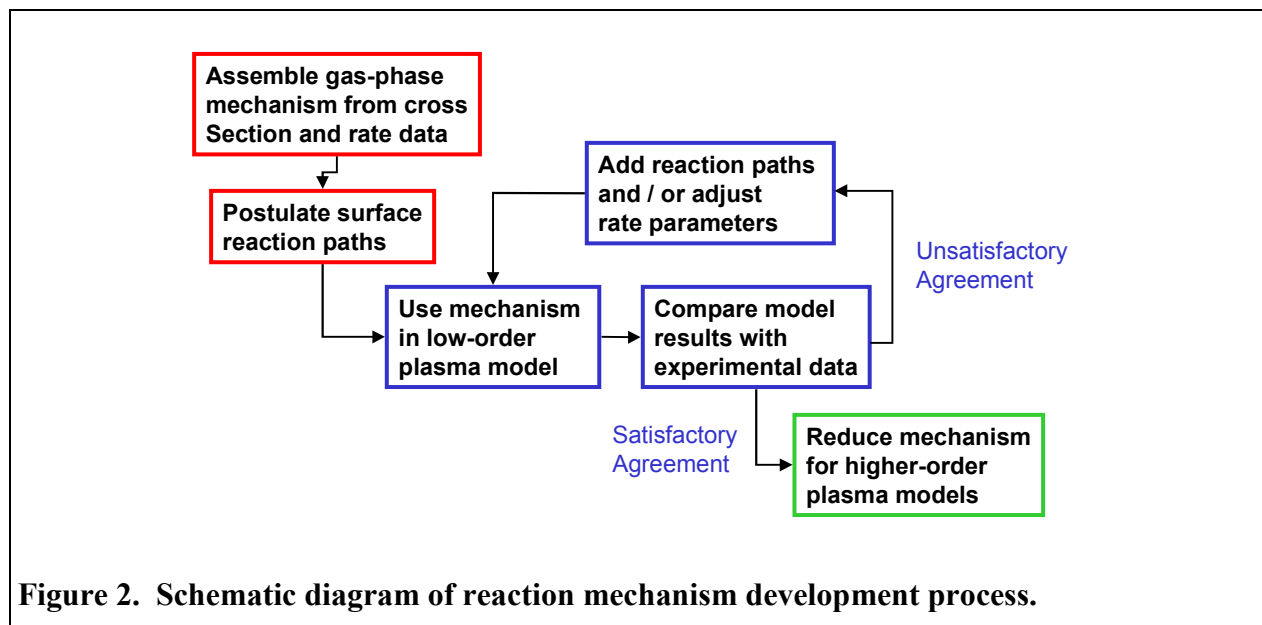 Assemble gas-phase
mechanism from cross
Section and rate data
Postulate surface
reaction paths
Add reaction paths
and / or adjust
rate parameters
Unsatisfactory
Agreement
Use mechanism
in low-order
plasma model
Compare model
results with
experimental data
Satisfactory
Agreement
Reduce mechanism
for higher-order
plasma models
Figure 2. Schematic diagram of reaction mechanism development process.